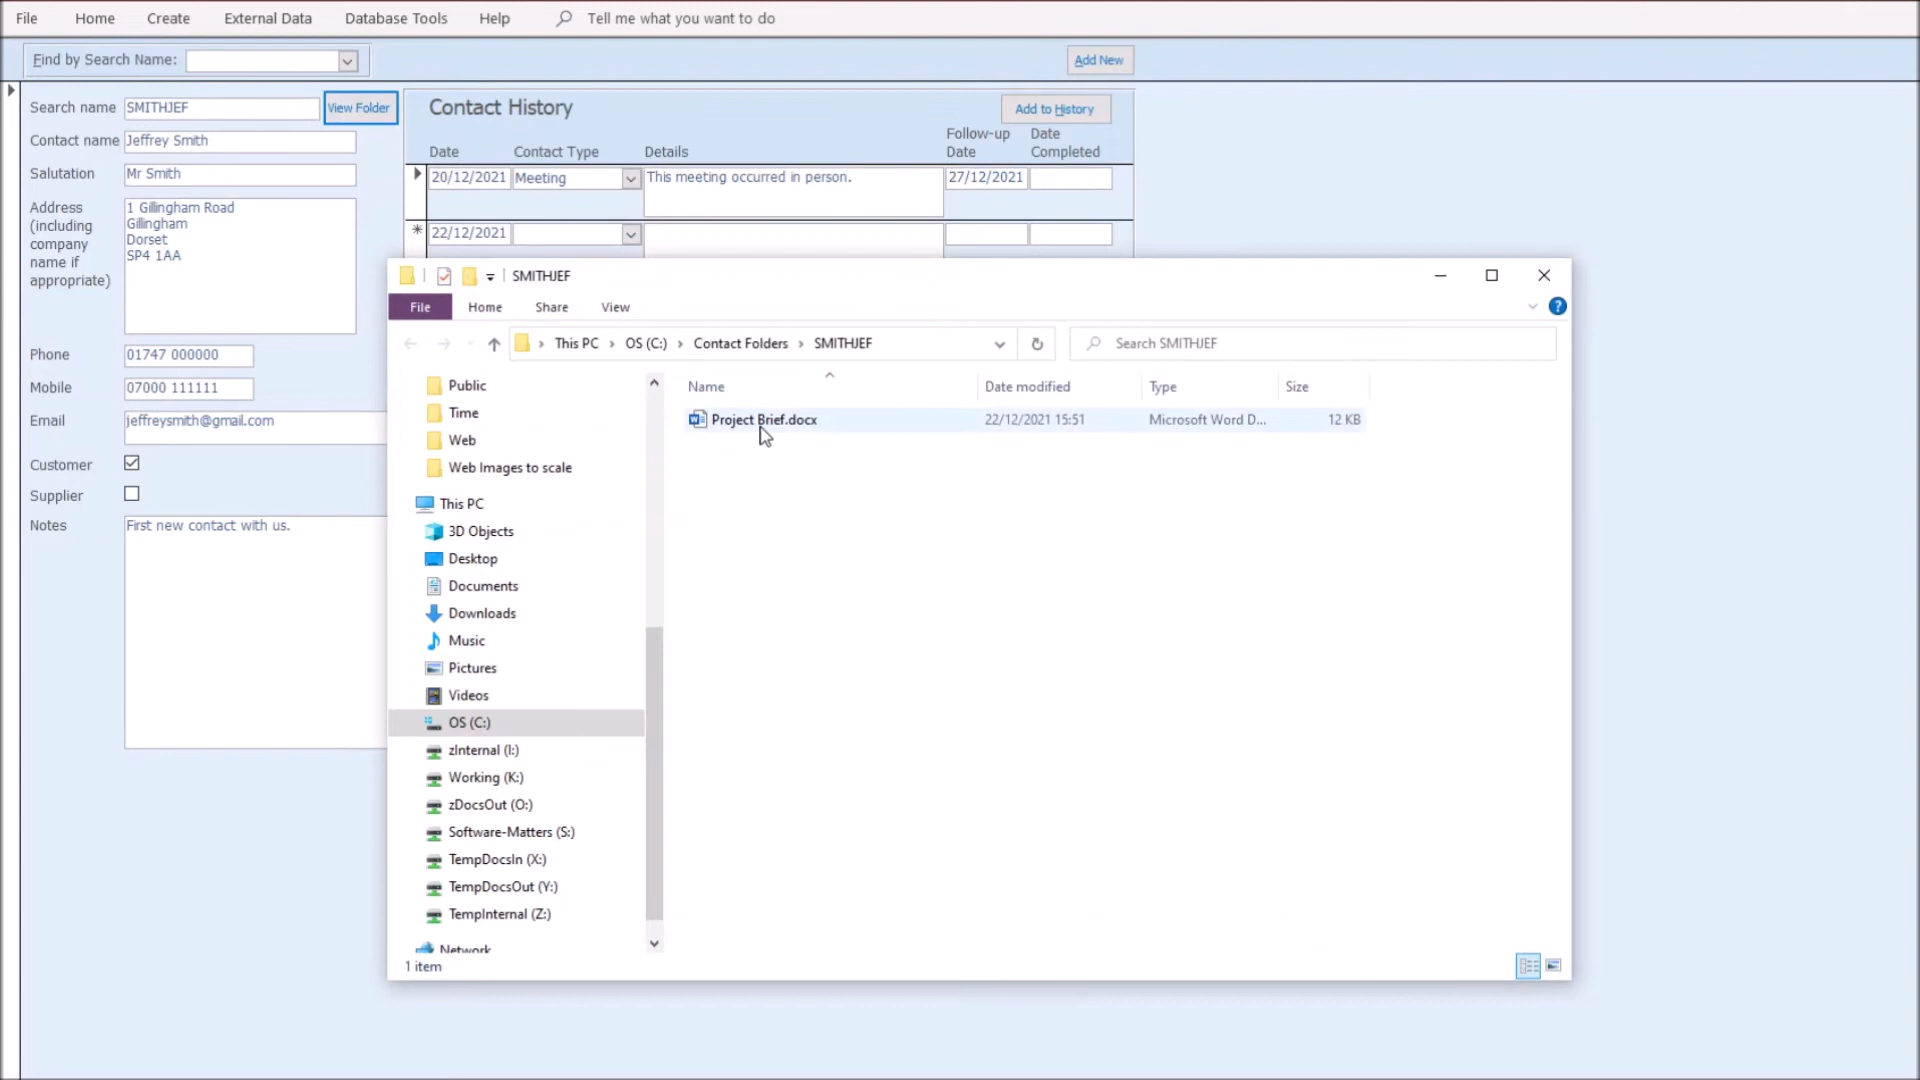 File Home Create External Data Database Tools Help Tell me what you want to do
Find by Search Name:
Add New
Search name SMITHJEF View Folder
Contact name Jeffrey Smith
Salutation Mr Smith
Address
(including
company
name if
appropriate)
1 Gillingham Road
Gillingham
Dorset
SP4 1AA
Phone 01747 000000
Mobile 07000 111111
Email jeffreysmith@gmail.com
Customer
Supplier
Notes First new contact with us.
Contact History Add to History
Date Contact Type Details Follow-up Date Date Completed
20/12/2021 Meeting This meeting occurred in person. 27/12/2021
22/12/2021
SMITHJEF
File Home Share View
This PC OS (C:) Contact Folders SMITHJEF Search SMITHJEF
Public
Time
Web
Web Images to scale
This PC
3D Objects
Desktop
Documents
Downloads
Music
Pictures
Videos
OS (C:)
zInternal (I:)
Working (K:)
zDocsOut (O:)
Software-Matters (S:)
TempDocsIn (X:)
TempDocsOut (Y:)
TempInternal (Z:)
Network
Name Date modified Type Size
Project Brief.docx 22/12/2021 15:51 Microsoft Word D... 12 KB
1 item